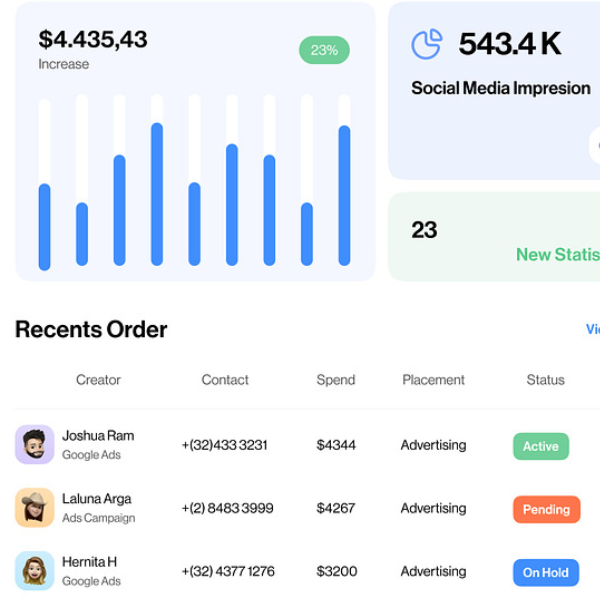 $4.435,43
Increase
23%
543.4 K
Social Media Impresion
23
New Statis
Recents Order
Creator Contact Spend Placement Status
Joshua Ram
Google Ads
+(32)433 3231 $4344 Advertising Active
Laluna Arga
Ads Campaign
+(2) 8483 3999 $4267 Advertising Pending
Hernita H
Google Ads
+(32) 4377 1276 $3200 Advertising On Hold